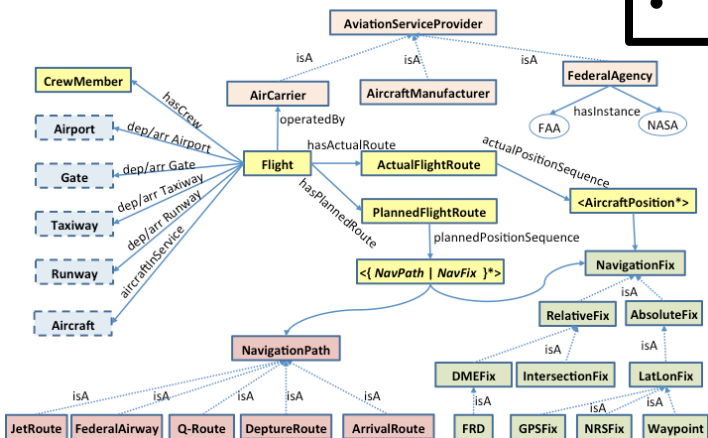 AviationServiceProvider
isA
isA
isA
CrewMember
AirCarrier
AircraftManufacturer
FederalAgency
hasInstance
FAA
NASA
hasCrew
operatedBy
Airport
dep/arr Airport
hasActualRoute
actualPositionSequence
Gate
dep/arr Gate
Flight
ActualFlightRoute
Taxiway
dep/arr Taxiway
hasPlannedRoute
PlannedFlightRoute
<AircraftPosition*>
dep/arr Runway
plannedPositionSequence
Runway
aircraftInService
<{ NavPath | NavFix }*>
NavigationFix
isA
Aircraft
RelativeFix
AbsoluteFix
NavigationPath
isA
isA
DMEFix
IntersectionFix
LatLonFix
isA
isA
isA
isA
isA
isA
isA
isA
isA
JetRoute
FederalAirway
Q-Route
DeptureRoute
ArrivalRoute
FRD
GPSFix
NRSFix
Waypoint